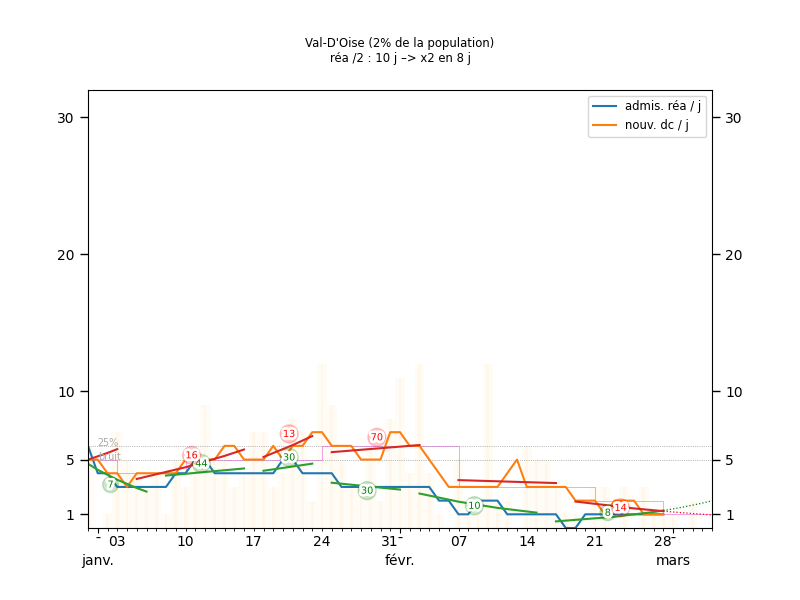 Val-D'Oise (2% de la population)
réa /2 : 10 j –> x2 en 8 j
admis. réa / j
nouv. dc / j
30 30
20 20
10 10
5 5
1 1
25%
bruit
7
16
44
13
30
70
30
10
8
14
03 10 17 24 31 07 14 21 28
janv. févr. mars